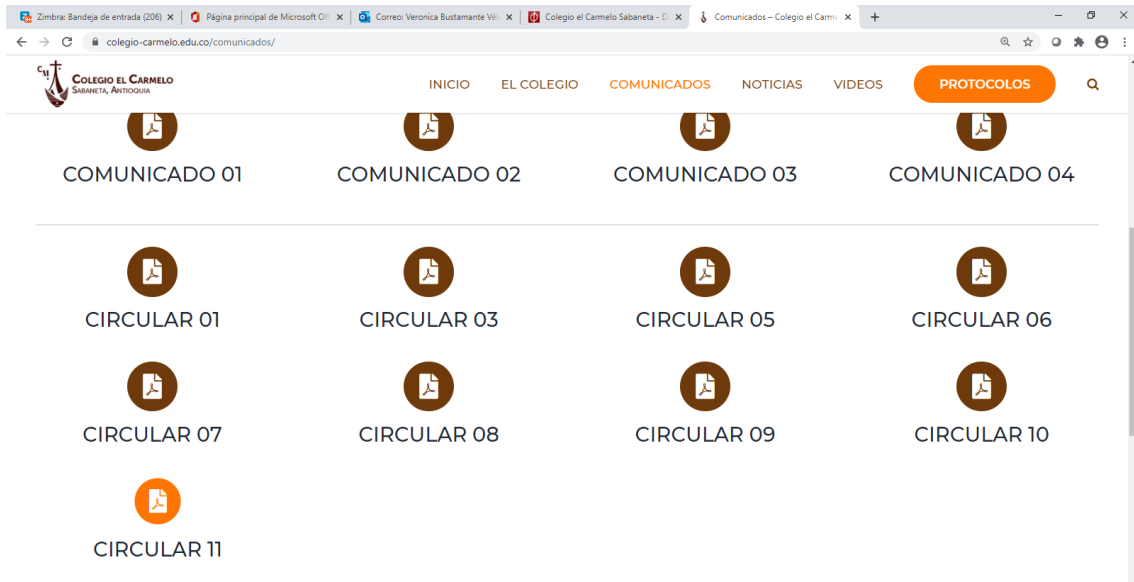 Zimbra: Bandeja de entrada (206)
Página principal de Microsoft Off
Correo: Veronica Bustamante Vél
Colegio el Carmelo Sabaneta - D
Comunicados – Colegio el Carme
colegio-carmelo.edu.co/comunicados/
CM
COLEGIO EL CARMELO
SABANETA, ANTIOQUIA
INICIO EL COLEGIO COMUNICADOS NOTICIAS VIDEOS PROTOCOLOS
COMUNICADO 01 COMUNICADO 02 COMUNICADO 03 COMUNICADO 04
CIRCULAR 01 CIRCULAR 03 CIRCULAR 05 CIRCULAR 06
CIRCULAR 07 CIRCULAR 08 CIRCULAR 09 CIRCULAR 10
CIRCULAR 11